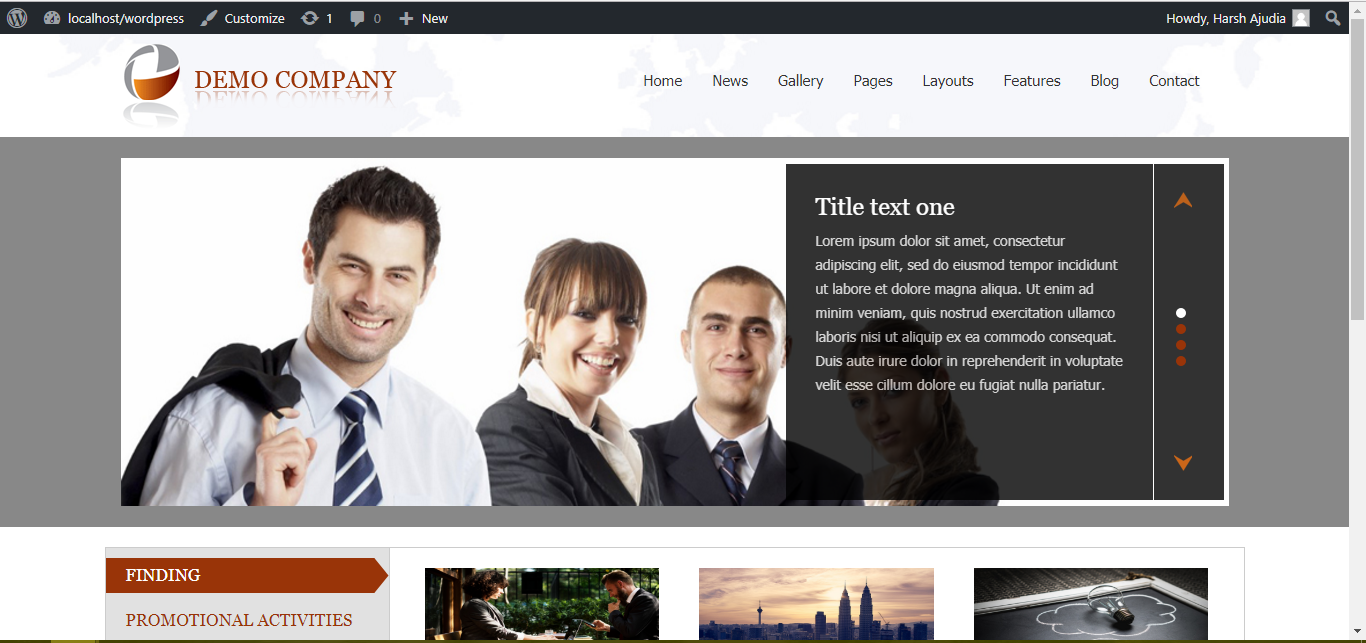 localhost/wordpress Customize 1 0 New Howdy, Harsh Ajudia
DEMO COMPANY
Home News Gallery Pages Layouts Features Blog Contact
Title text one
Lorem ipsum dolor sit amet, consectetur
adipiscing elit, sed do eiusmod tempor incididunt
ut labore et dolore magna aliqua. Ut enim ad
minim veniam, quis nostrud exercitation ullamco
laboris nisi ut aliquip ex ea commodo consequat.
Duis aute irure dolor in reprehenderit in voluptate
velit esse cillum dolore eu fugiat nulla pariatur.
FINDING
PROMOTIONAL ACTIVITIES